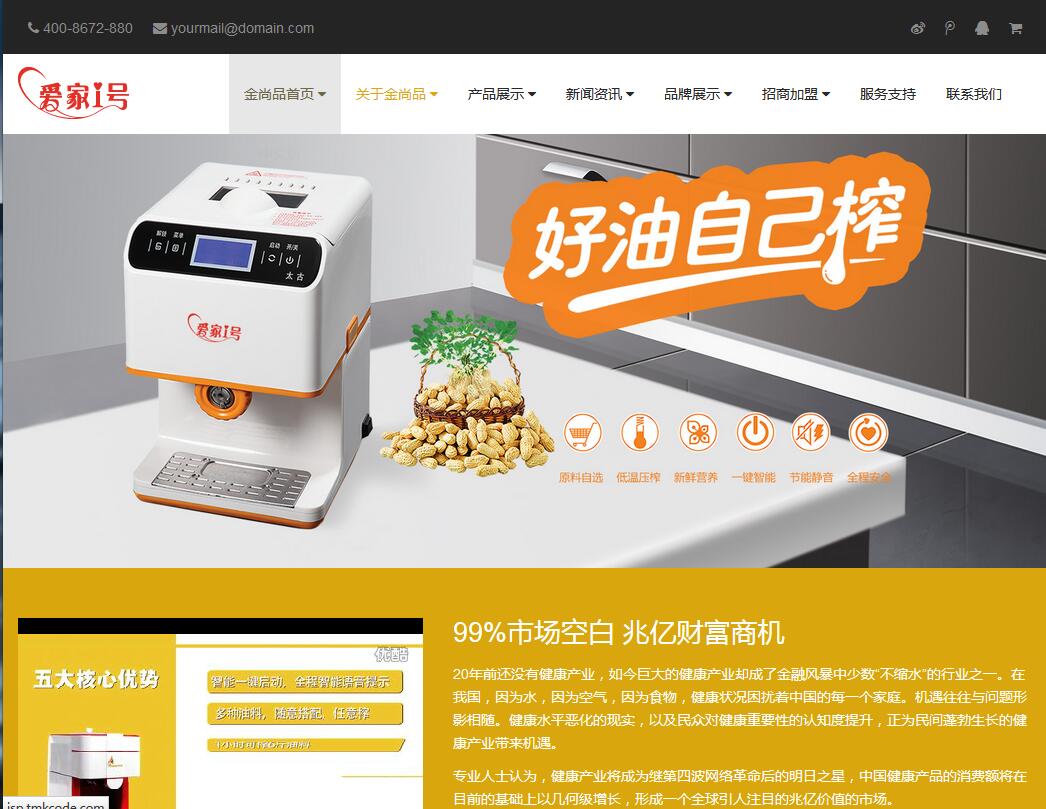 400-8672-880 yourmail@domain.com
爱家1号
金尚品首页 关于金尚品 产品展示 新闻资讯 品牌展示 招商加盟 服务支持 联系我们
好油自己榨
解锁 菜单 启动 开/关
太古
爱家1号
原料自选 低温压榨 新鲜营养 一键智能 节能静音 全程安全
99%市场空白 兆亿财富商机
优酷
五大核心优势
智能一键启动，全程智能语音提示
多种油料，随意搭配，任意榨
20年前还没有健康产业，如今巨大的健康产业却成了金融风暴中少数“不缩水”的行业之一。在
我国，因为水，因为空气，因为食物，健康状况困扰着中国的每一个家庭。机遇往往与问题形
影相随。健康水平恶化的现实，以及民众对健康重要性的认知度提升，正为民间蓬勃生长的健
康产业带来机遇。
专业人士认为，健康产业将成为继第四波网络革命后的明日之星，中国健康产品的消费额将在
目前的基础上以几何级增长，形成一个全球引人注目的兆亿价值的市场。
isp.tmkcode.com